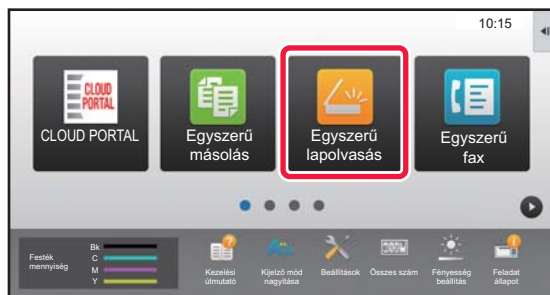 10:15
CLOUD
PORTAL
CLOUD PORTAL
Egyszerű
másolás
Egyszerű
lapolvasás
Egyszerű
fax
Festék
mennyiség
Bk
C
M
Y
Kezelési
útmutató
Kijelző mód
nagyítása
Beállítások
Összes szám
Fényesség
beállítás
Feladat
állapot